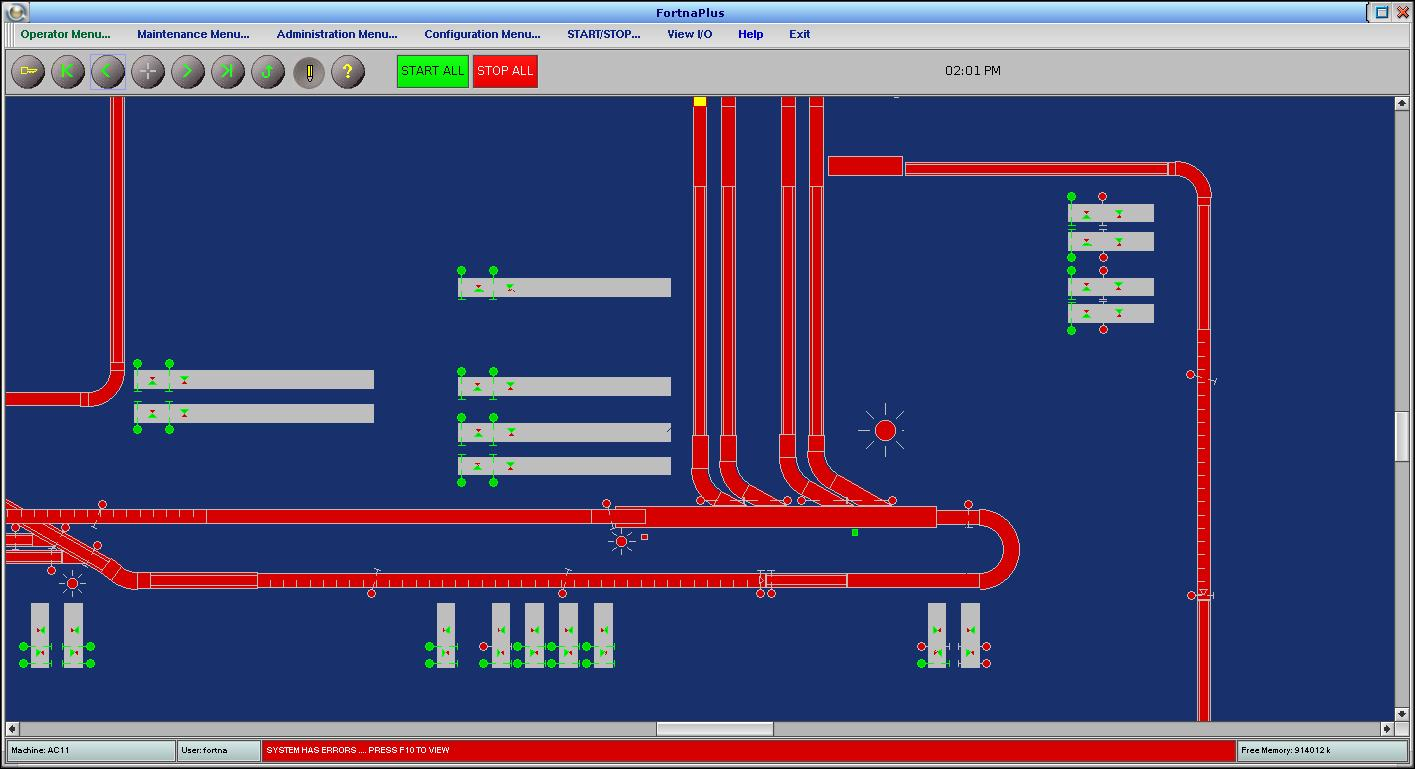 FortnaPlus
Operator Menu... Maintenance Menu... Administration Menu... Configuration Menu... START/STOP... View I/O Help Exit
? START ALL STOP ALL 02:01 PM
Machine: AC11 User: fortna SYSTEM HAS ERRORS .... PRESS F10 TO VIEW Free Memory: 914012 k